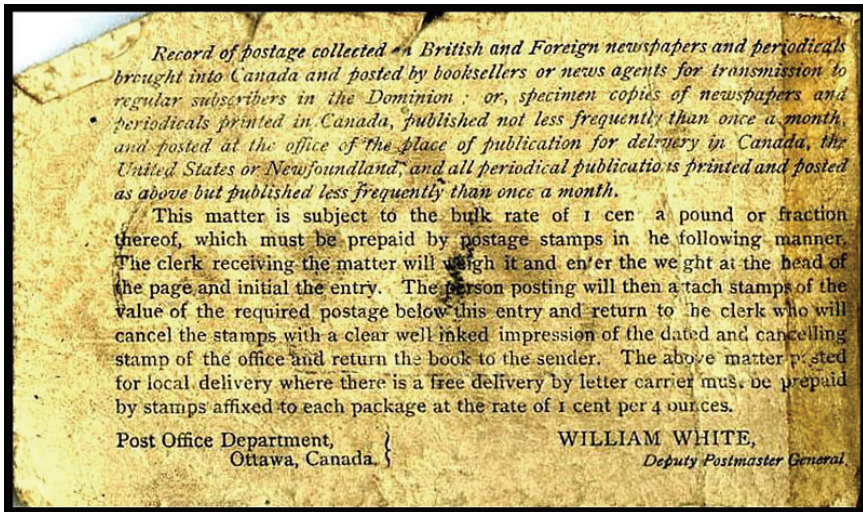 Record of postage collected on British and Foreign newspapers and periodicals
brought into Canada and posted by booksellers or news agents for transmission to
regular subscribers in the Dominion ; or, specimen copies of newspapers and
periodicals printed in Canada, published not less frequently than once a month,
and posted at the office of the place of publication for delivery in Canada, the
United States or Newfoundland, and all periodical publications printed and posted
as above but published less frequently than once a month.
This matter is subject to the bulk rate of 1 cen a pound or fraction
thereof, which must be prepaid by postage stamps in he following manner.
The clerk receiving the matter will weigh it and enter the we ght at the head of
the page and initial the entry. The person posting will then a tach stamps of the
value of the required postage below this entry and return to he clerk who will
cancel the stamps with a clear well inked impression of the dated and cancelling
stamp of the office and return the book to the sender. The above matter posted
for local delivery where there is a free delivery by letter carrier must be prepaid
by stamps affixed to each package at the rate of 1 cent per 4 ounces.
Post Office Department,
Ottawa, Canada.
WILLIAM WHITE,
Deputy Postmaster General.